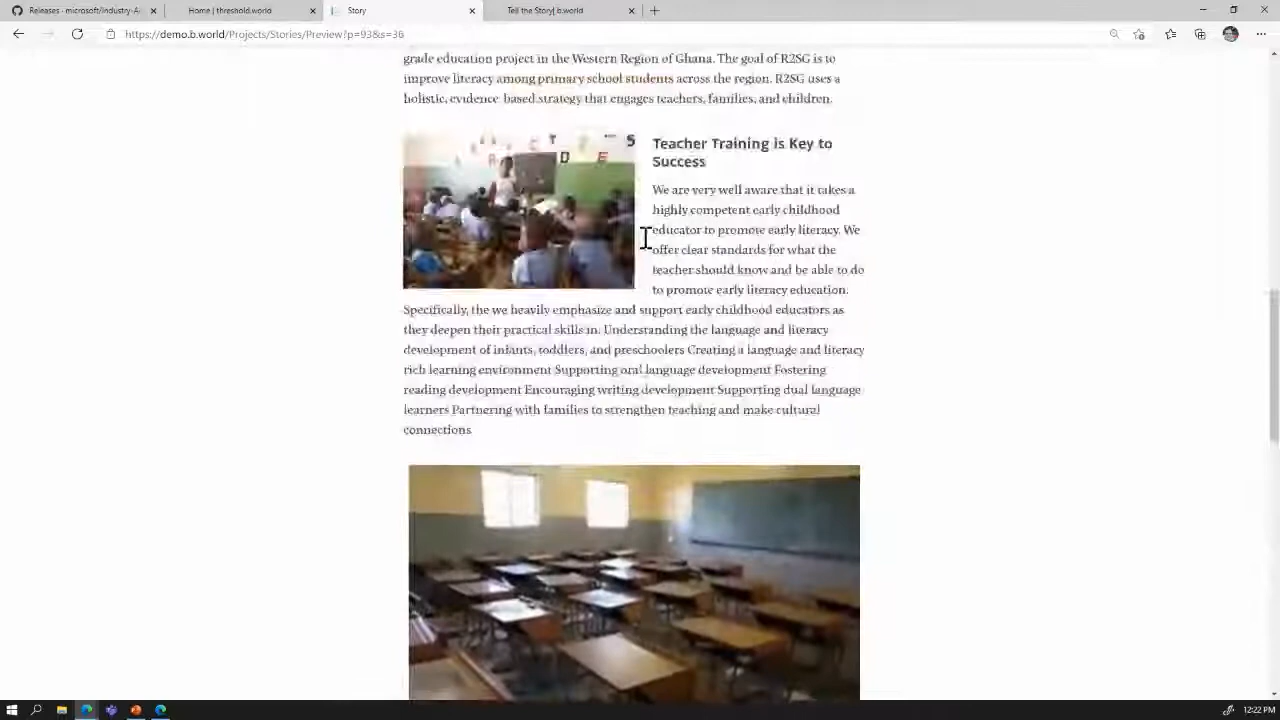 Releases - microsoft/Industry-Ac
Home | threshold.world
Story
Tell the Story| b.world
https://demo.b.world/Projects/Stories/Preview?p=93&s=36
grade education project in the Western Region of Ghana. The goal of R2SG is to
improve literacy among primary school students across the region. R2SG uses a
holistic, evidence-based strategy that engages teachers, families, and children.
Teacher Training is Key to
Success
We are very well aware that it takes a
highly competent early childhood
educator to promote early literacy. We
offer clear standards for what the
teacher should know and be able to do
to promote early literacy education.
Specifically, the we heavily emphasize and support early childhood educators as
they deepen their practical skills in. Understanding the language and literacy
development of infants, toddlers, and preschoolers Creating a language and literacy
rich learning environment Supporting oral language development Fostering
reading development Encouraging writing development Supporting dual language
learners Partnering with families to strengthen teaching and make cultural
connections
12:22 PM